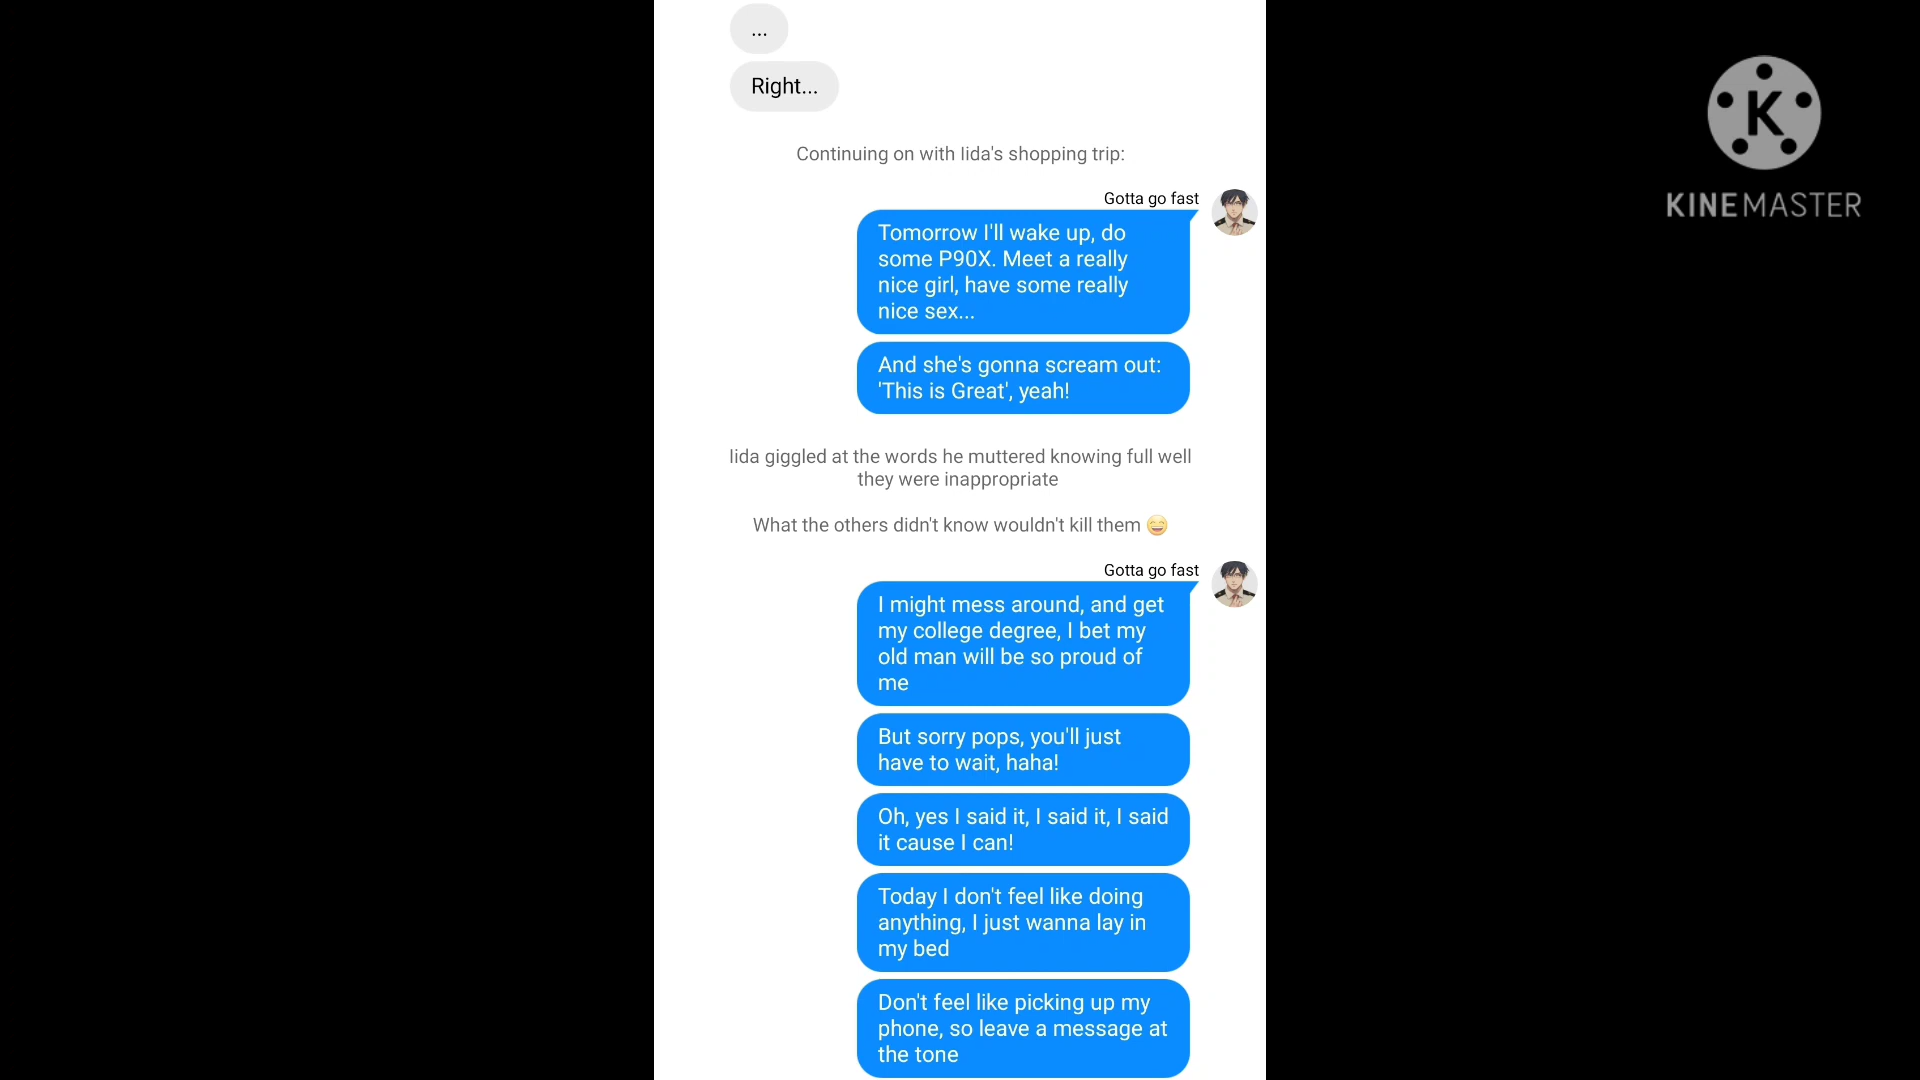 ...
Right...
Continuing on with Iida's shopping trip:
Gotta go fast
Tomorrow I'll wake up, do
some P90X. Meet a really
nice girl, have some really
nice sex...
And she's gonna scream out:
'This is Great', yeah!
Iida giggled at the words he muttered knowing full well
they were inappropriate
What the others didn't know wouldn't kill them 😄
Gotta go fast
I might mess around, and get
my college degree, I bet my
old man will be so proud of
me
But sorry pops, you'll just
have to wait, haha!
Oh, yes I said it, I said it, I said
it cause I can!
Today I don't feel like doing
anything, I just wanna lay in
my bed
Don't feel like picking up my
phone, so leave a message at
the tone
K
KINEMASTER